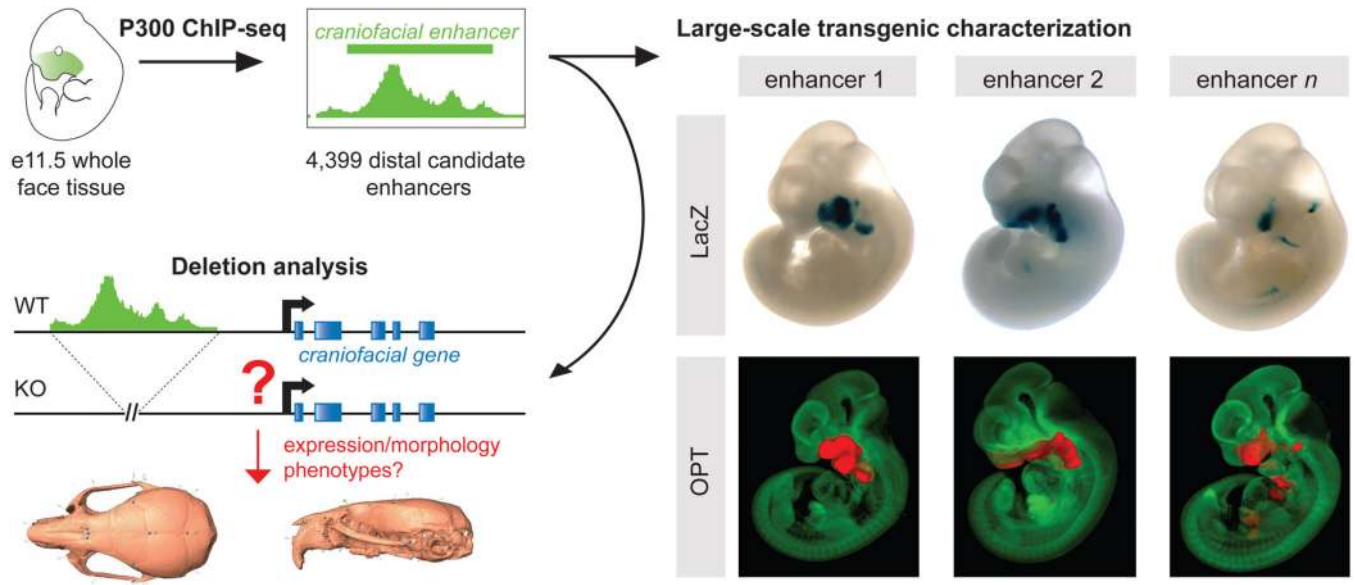 P300 ChIP-seq
craniofacial enhancer
e11.5 whole
face tissue
4,399 distal candidate
enhancers
Deletion analysis
WT
craniofacial gene
KO
//
?
expression/morphology
phenotypes?
Large-scale transgenic characterization
enhancer 1
enhancer 2
enhancer n
LacZ
OPT